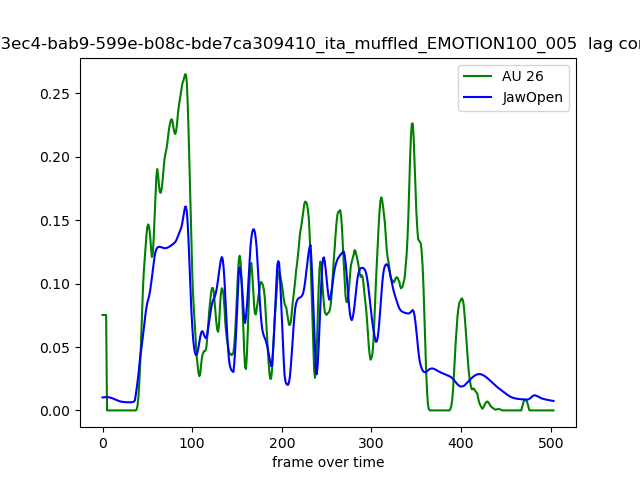 3ec4-bab9-599e-b08c-bde7ca309410_ita_muffled_EMOTION100_005 lag cor
AU 26
JawOpen
0.25
0.20
0.15
0.10
0.05
0.00
0 100 200 300 400 500
frame over time